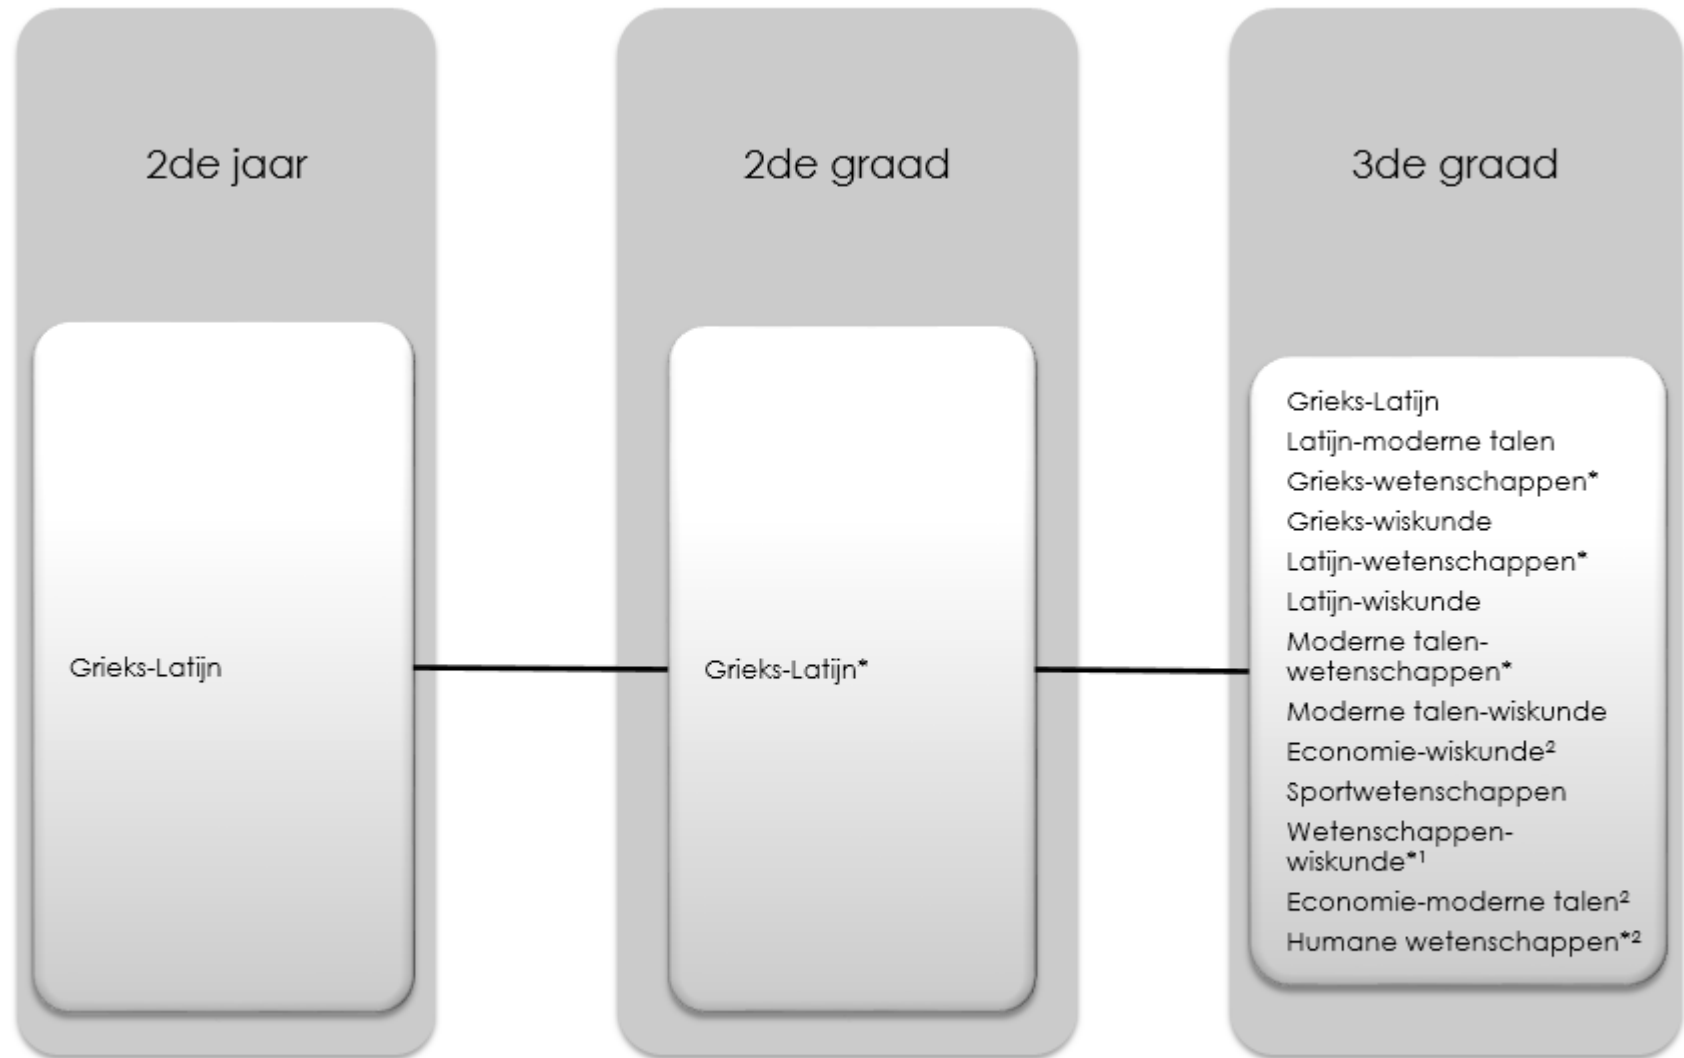 2de jaar
2de graad
3de graad
Grieks-Latijn
Grieks-Latijn*
Grieks-Latijn
Latijn-moderne talen
Grieks-wetenschappen*
Grieks-wiskunde
Latijn-wetenschappen*
Latijn-wiskunde
Moderne talen-
wetenschappen*
Moderne talen-wiskunde
Economie-wiskunde²
Sportwetenschappen
Wetenschappen-
wiskunde*¹
Economie-moderne talen²
Humane wetenschappen*²